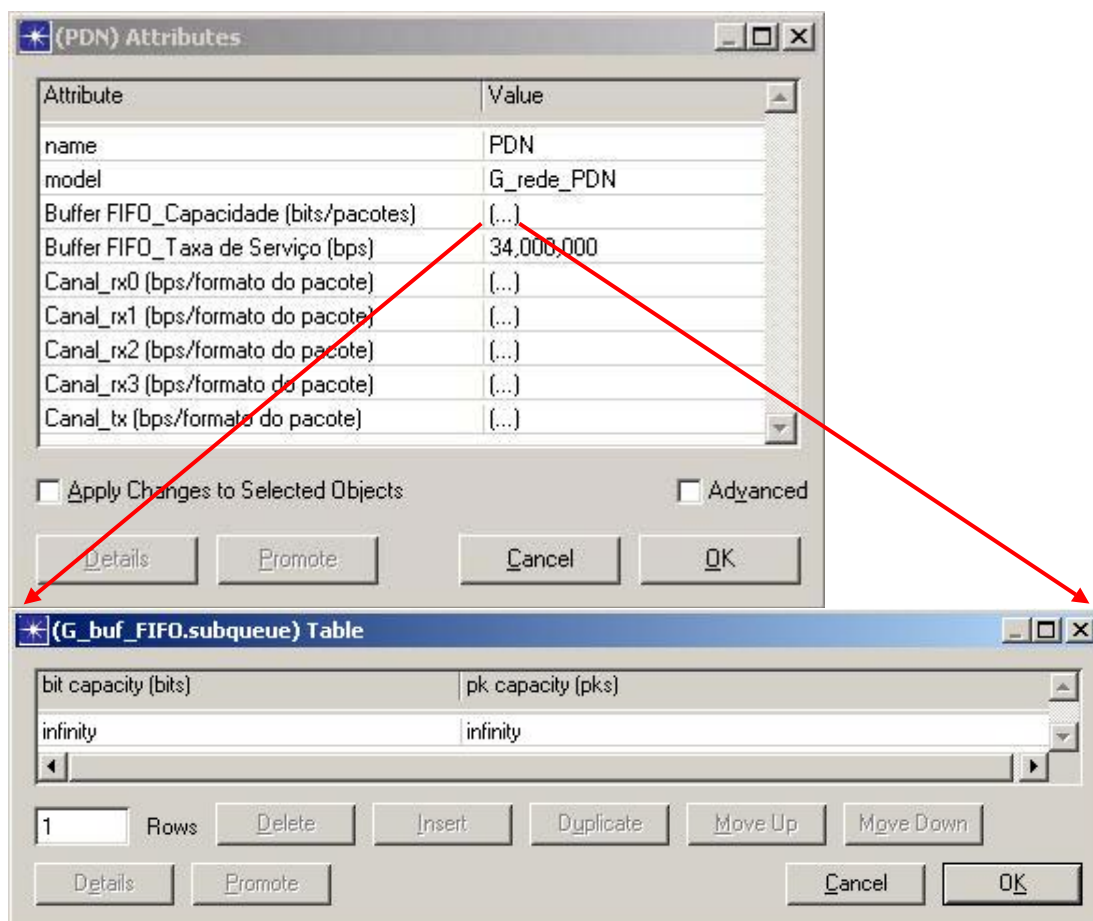 (PDN) Attributes
Attribute Value
name PDN
model G_rede_PDN
Buffer FIFO_Capacidade (bits/pacotes) (...)
Buffer FIFO_Taxa de Serviço (bps) 34,000,000
Canal_rx0 (bps/formato do pacote) (...)
Canal_rx1 (bps/formato do pacote) (...)
Canal_rx2 (bps/formato do pacote) (...)
Canal_rx3 (bps/formato do pacote) (...)
Canal_tx (bps/formato do pacote) (...)
Apply Changes to Selected Objects Advanced
Details Promote Cancel OK
(G_buf_FIFO.subqueue) Table
bit capacity (bits) pk capacity (pks)
infinity infinity
1 Rows Delete Insert Duplicate Move Up Move Down
Details Promote Cancel OK